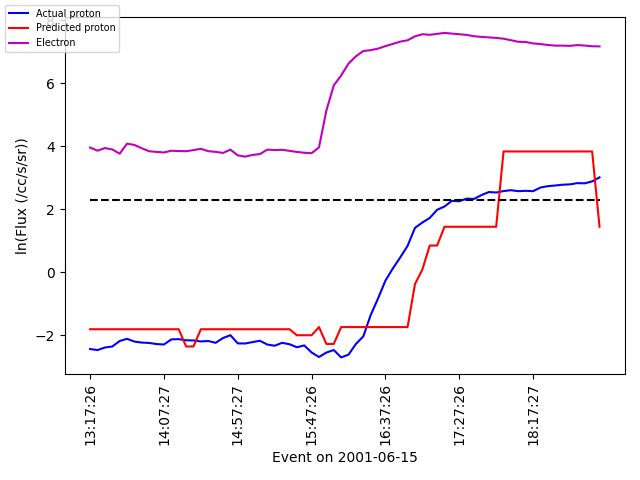 Actual proton
Predicted proton
Electron
6
4
2
0
−2
ln(Flux (/cc/s/sr))
13:17:26
14:07:27
14:57:27
15:47:26
16:37:26
17:27:26
18:17:27
Event on 2001-06-15